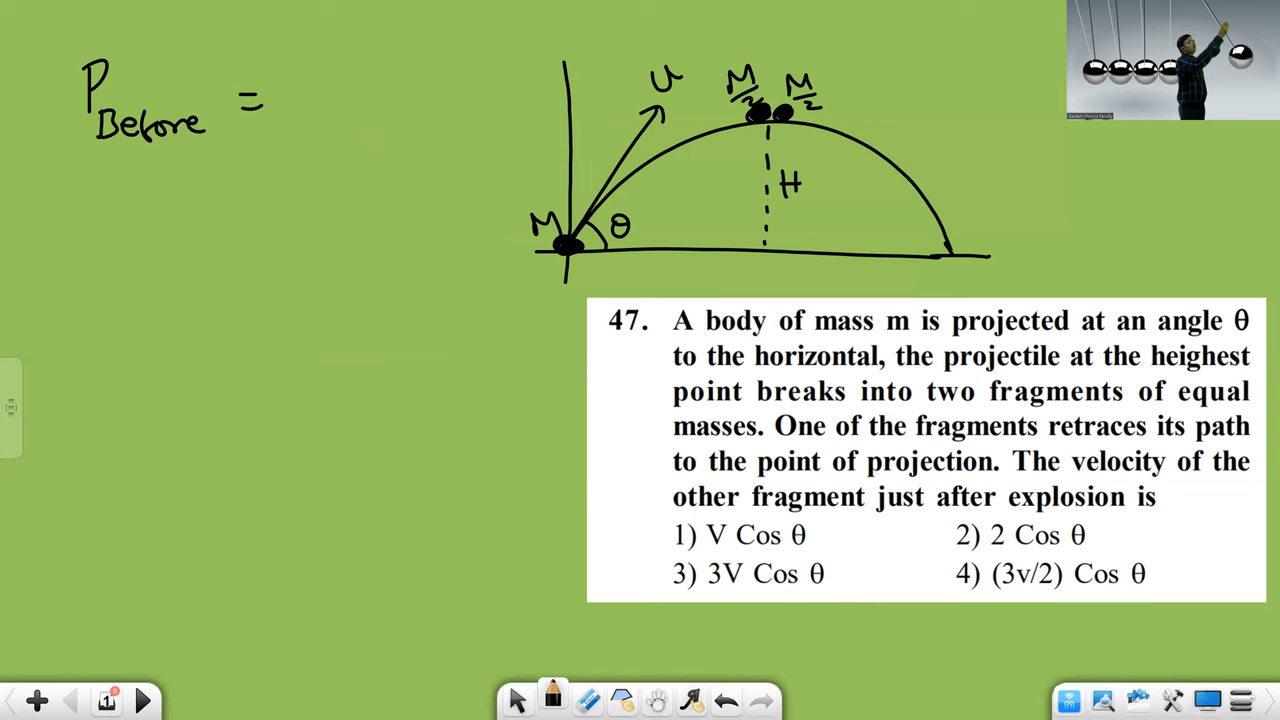 P Before =
u
M/2 M/2
H
M θ
47. A body of mass m is projected at an angle θ
to the horizontal, the projectile at the heighest
point breaks into two fragments of equal
masses. One of the fragments retraces its path
to the point of projection. The velocity of the
other fragment just after explosion is
1) V Cos θ 2) 2 Cos θ
3) 3V Cos θ 4) (3v/2) Cos θ
1
0